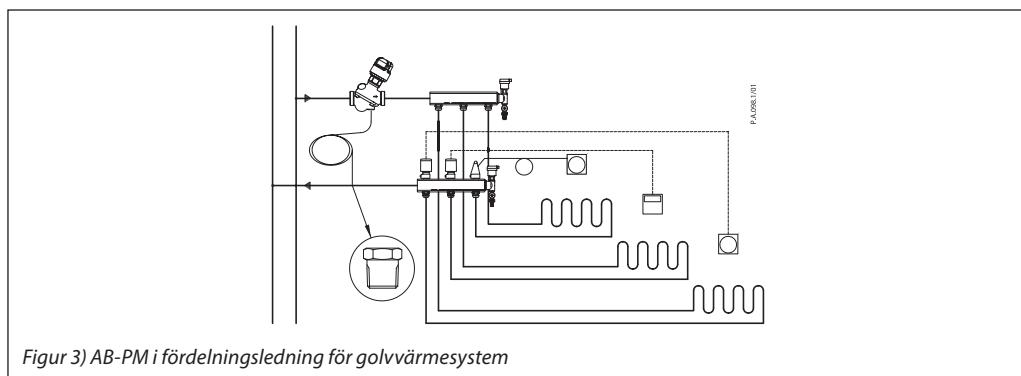 P.A.098.1/01
Figur 3) AB-PM i fördelningsledning för golvvärmesystem